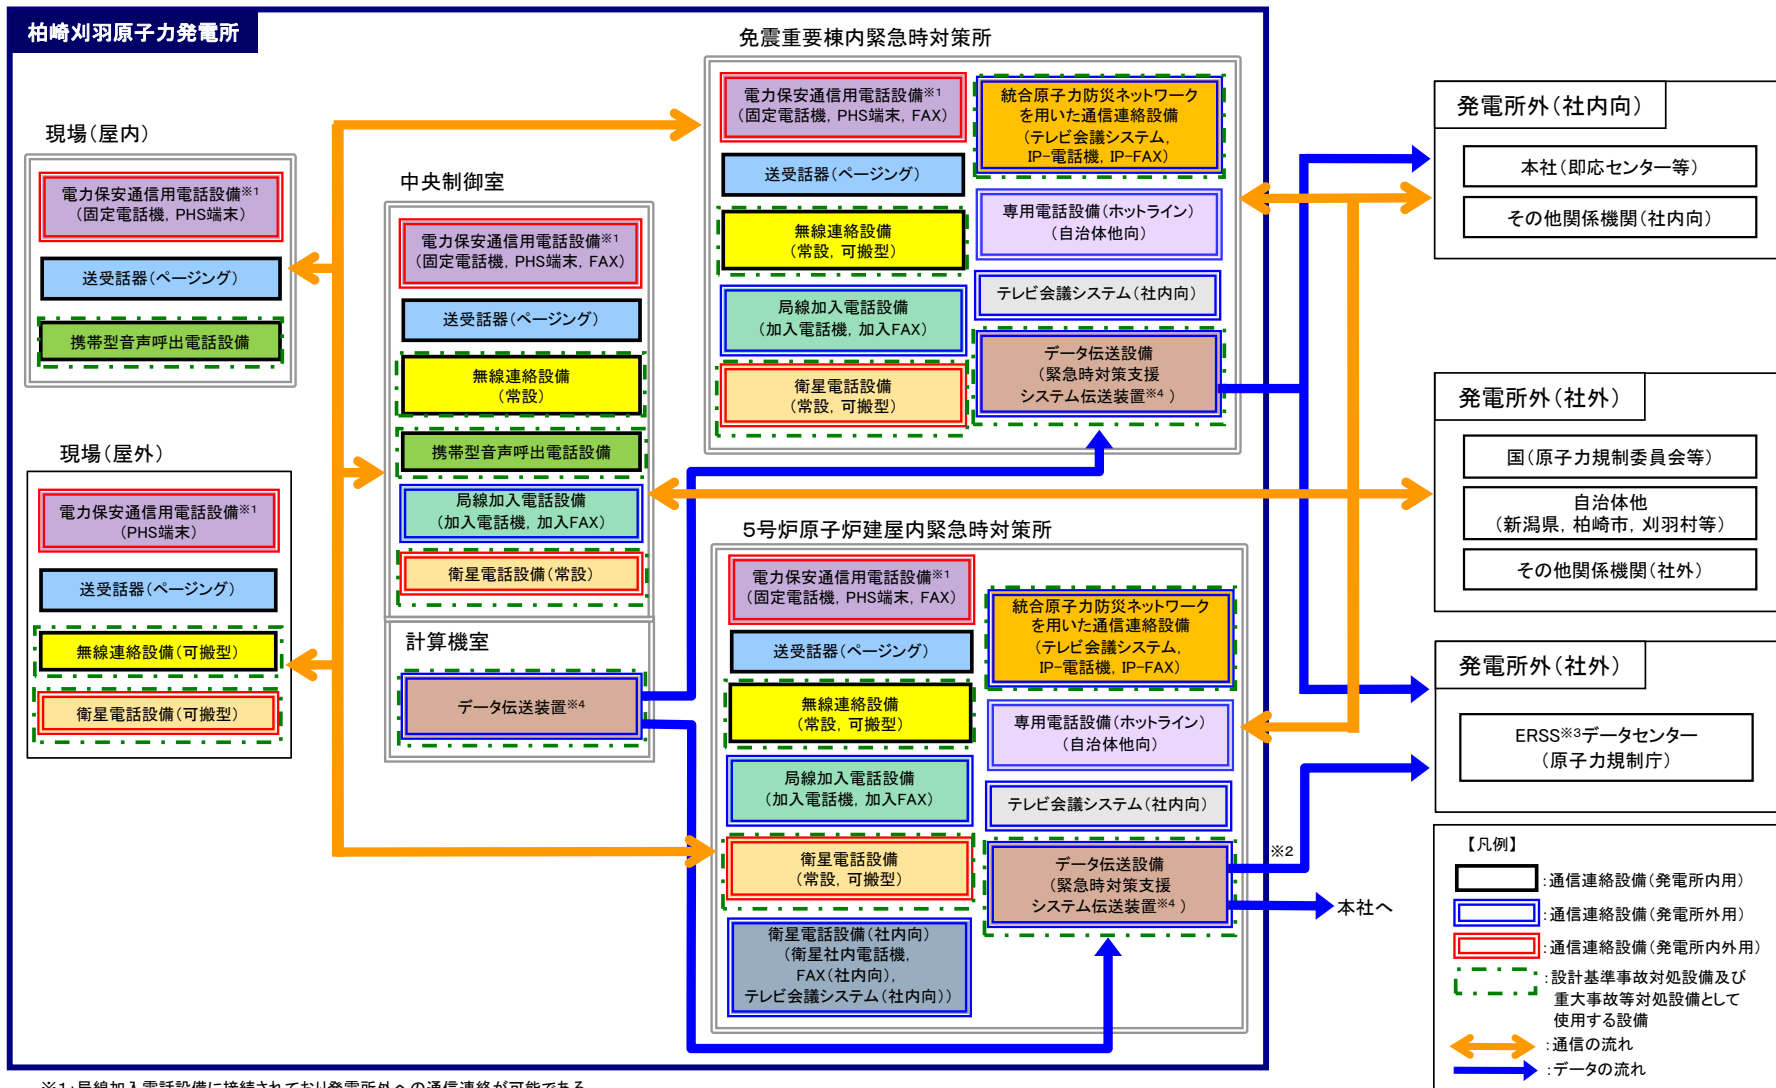 柏崎刈羽原子力発電所
現場（屋内）
電力保安通信用電話設備※1
（固定電話機，PHS端末）
送受話器（ページング）
携帯型音声呼出電話設備
現場（屋外）
電力保安通信用電話設備※1
（PHS端末）
送受話器（ページング）
無線連絡設備（可搬型）
衛星電話設備（可搬型）
中央制御室
電力保安通信用電話設備※1
（固定電話機，PHS端末，FAX）
送受話器（ページング）
無線連絡設備
（常設）
携帯型音声呼出電話設備
局線加入電話設備
（加入電話機，加入FAX）
衛星電話設備（常設）
計算機室
データ伝送装置※4
免震重要棟内緊急時対策所
電力保安通信用電話設備※1
（固定電話機，PHS端末，FAX）
送受話器（ページング）
無線連絡設備
（常設，可搬型）
局線加入電話設備
（加入電話機，加入FAX）
衛星電話設備
（常設，可搬型）
統合原子力防災ネットワーク
を用いた通信連絡設備
（テレビ会議システム，
IP-電話機，IP-FAX）
専用電話設備（ホットライン）
（自治体他向）
テレビ会議システム（社内向）
データ伝送設備
（緊急時対策支援
システム伝送装置※4）
5号炉原子炉建屋内緊急時対策所
電力保安通信用電話設備※1
（固定電話機，PHS端末，FAX）
送受話器（ページング）
無線連絡設備
（常設，可搬型）
局線加入電話設備
（加入電話機，加入FAX）
衛星電話設備
（常設，可搬型）
衛星電話設備（社内向）
（衛星社内電話機，
FAX（社内向），
テレビ会議システム（社内向））
統合原子力防災ネットワーク
を用いた通信連絡設備
（テレビ会議システム，
IP-電話機，IP-FAX）
専用電話設備（ホットライン）
（自治体他向）
テレビ会議システム（社内向）
データ伝送設備
（緊急時対策支援
システム伝送装置※4）
※2
本社へ
発電所外（社内向）
本社（即応センター等）
その他関係機関（社内向）
発電所外（社外）
国（原子力規制委員会等）
自治体他
（新潟県，柏崎市，刈羽村等）
その他関係機関（社外）
発電所外（社外）
ERSS※3データセンター
（原子力規制庁）
【凡例】
：通信連絡設備（発電所内用）
：通信連絡設備（発電所外用）
：通信連絡設備（発電所内外用）
：設計基準事故対処設備及び
重大事故等対処設備として
使用する設備
：通信の流れ
：データの流れ
※1：局線加入電話設備に接続されており発電所外への通信連絡が可能である